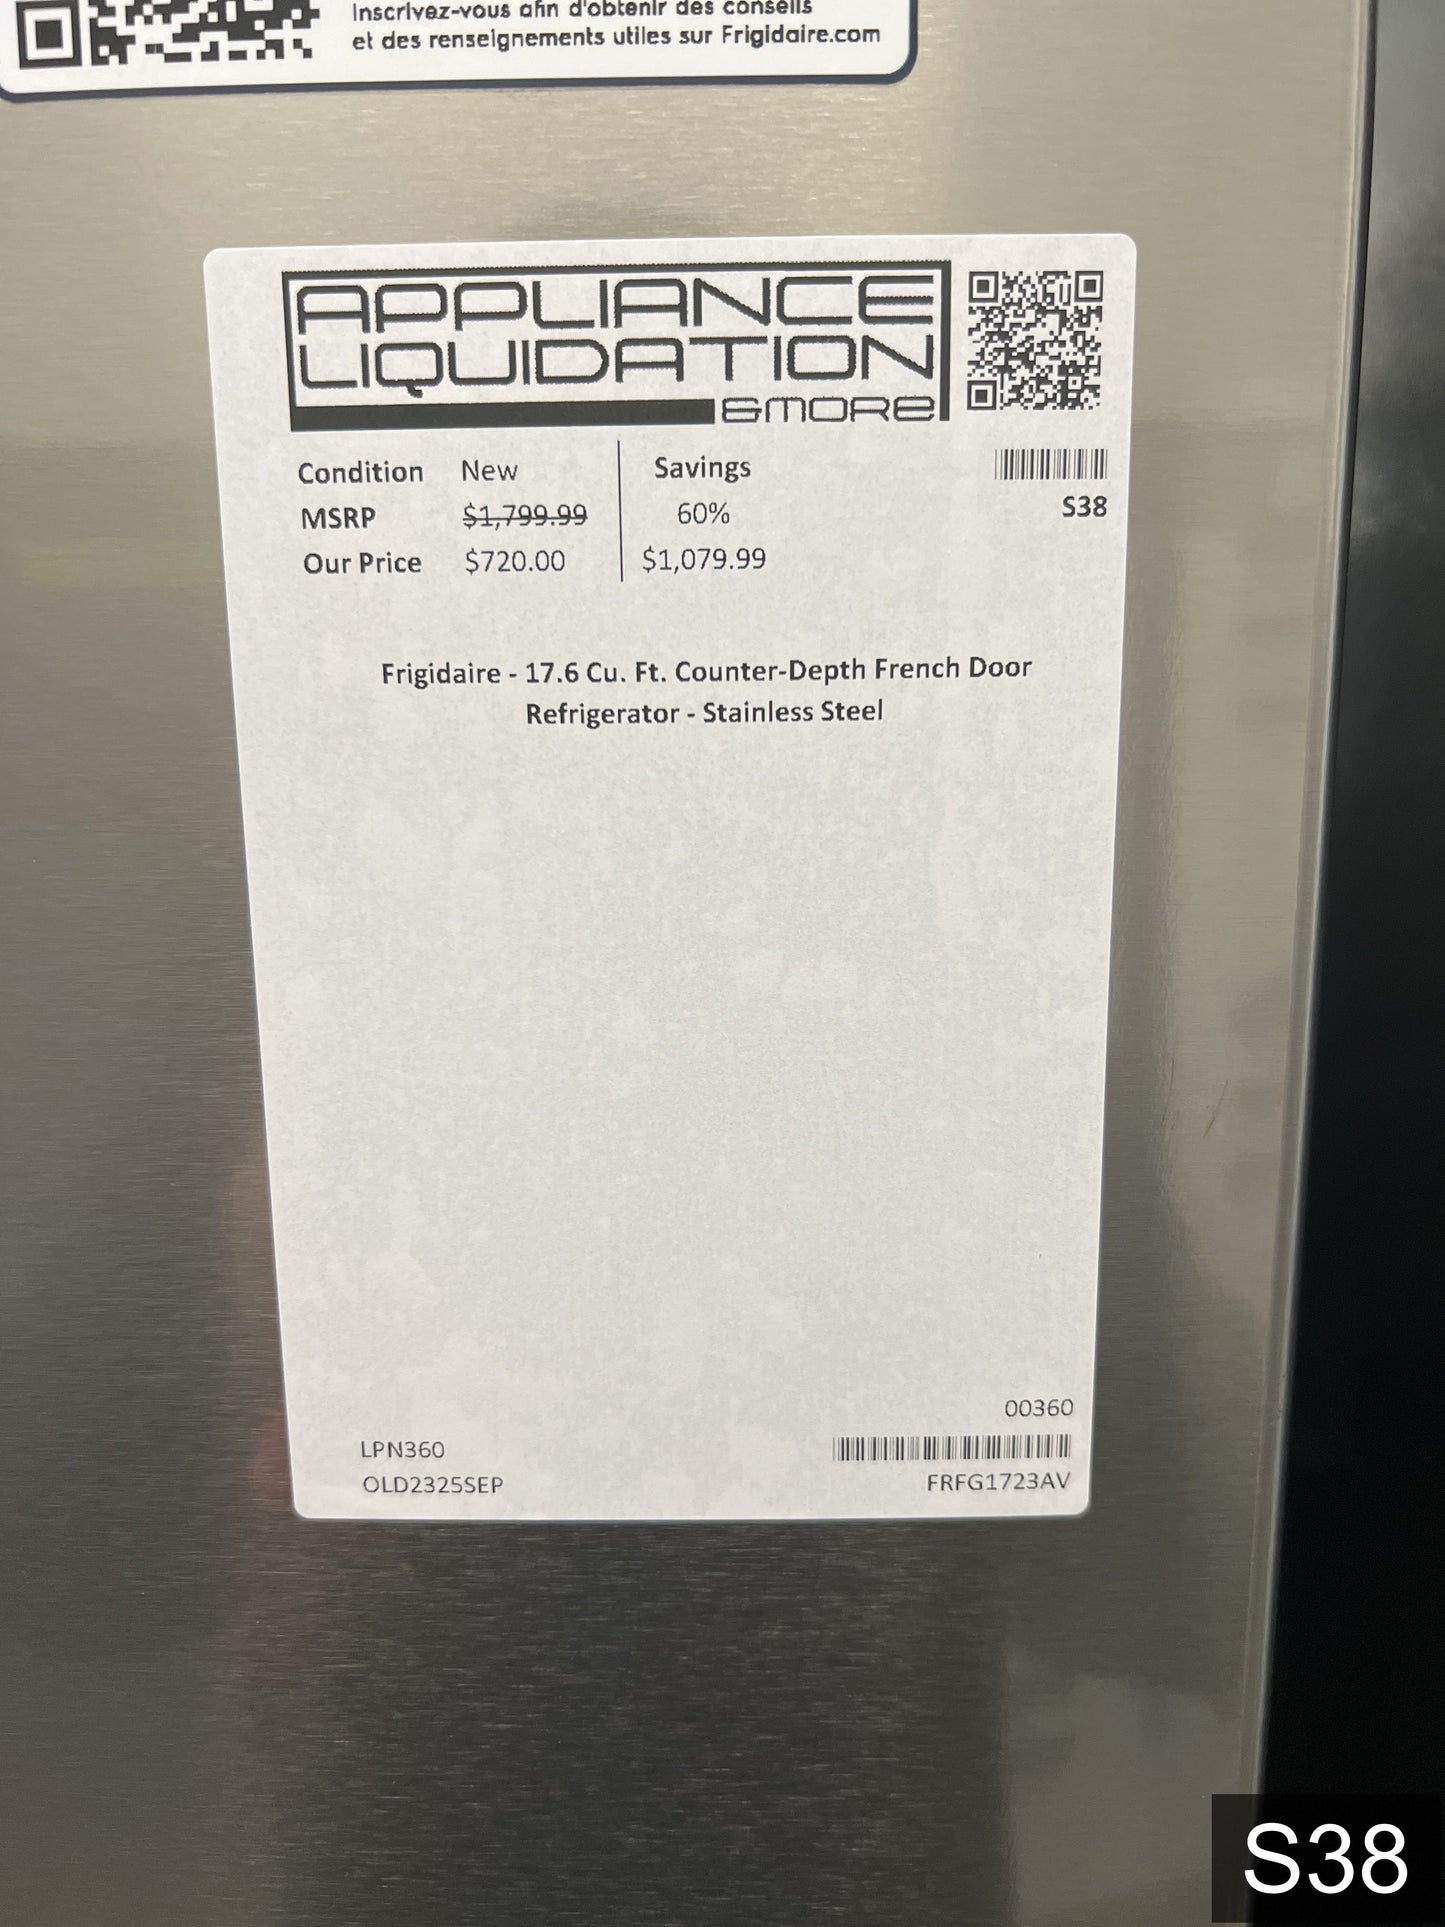 Inscrivez-vous afin d'obtenir des conseils
et des renseignements utiles sur Frigidaire.com
APPLIANCE
LIQUIDATION
&MORE
Condition New Savings
MSRP $1,799.99 60% S38
Our Price $720.00 $1,079.99
Frigidaire - 17.6 Cu. Ft. Counter-Depth French Door
Refrigerator - Stainless Steel
00360
LPN360
OLD2325SEP FRFG1723AV
S38